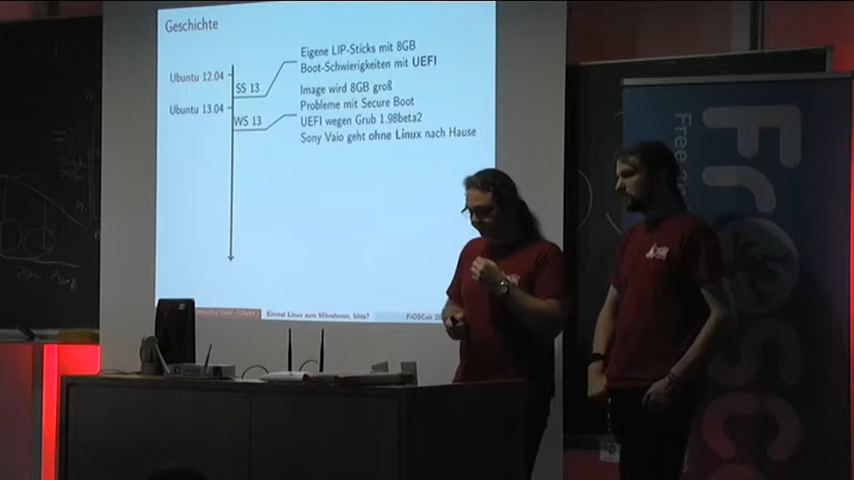 Geschichte
Eigene LIP-Sticks mit 8GB
Boot-Schwierigkeiten mit UEFI
Ubuntu 12.04
SS 13
Image wird 8GB groß
Ubuntu 13.04
Probleme mit Secure Boot
WS 13
UEFI wegen Grub 1.98beta2
Sony Vaio geht ohne Linux nach Hause
Einmal Linux zum Mitnehmen, bitte?
FrOSCon
Free
FrOSCo